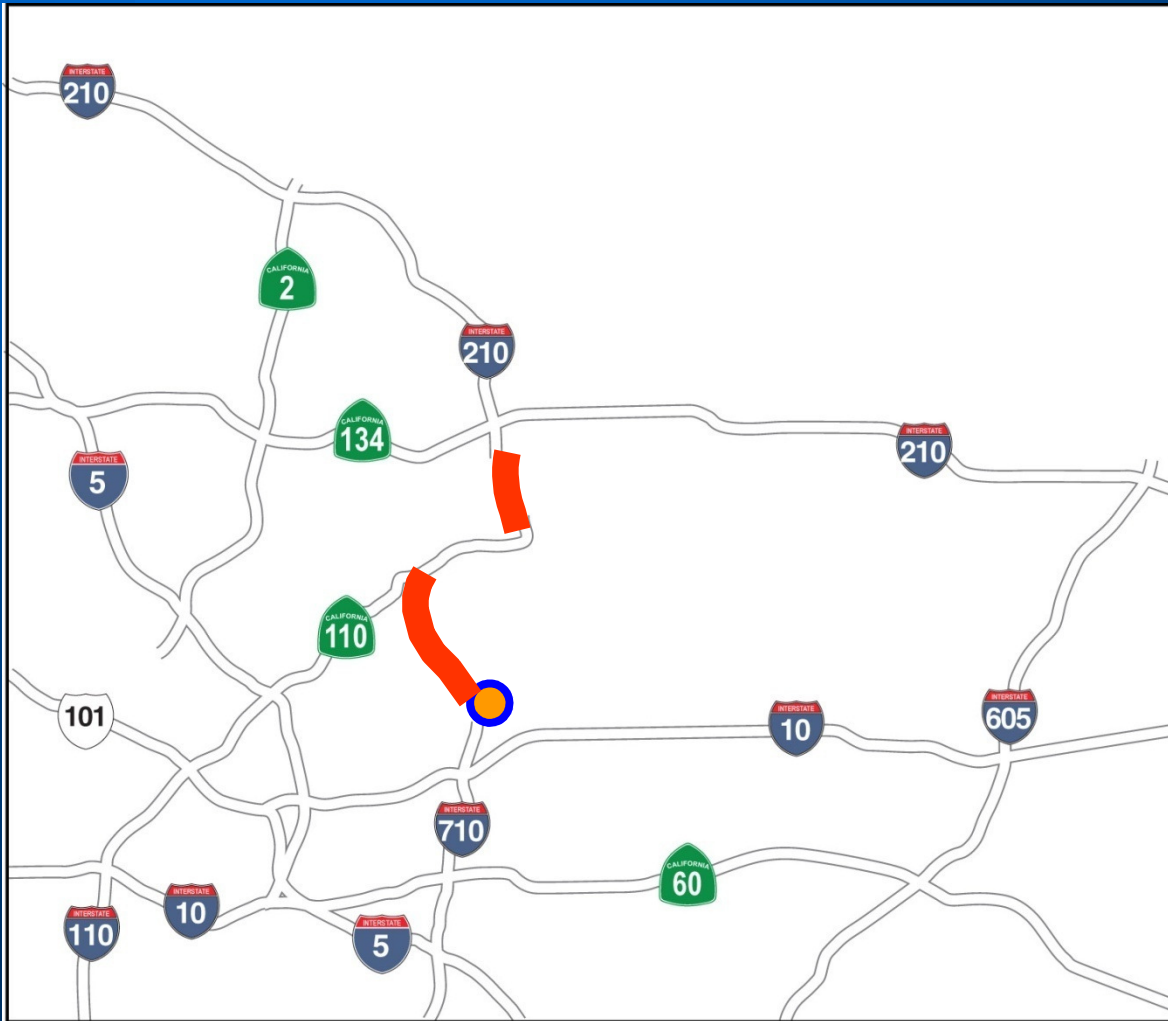 INTERSTATE
210
CALIFORNIA
2
INTERSTATE
210
CALIFORNIA
134
INTERSTATE
210
INTERSTATE
5
CALIFORNIA
110
101
INTERSTATE
10
INTERSTATE
605
INTERSTATE
710
CALIFORNIA
60
INTERSTATE
10
INTERSTATE
110
INTERSTATE
5